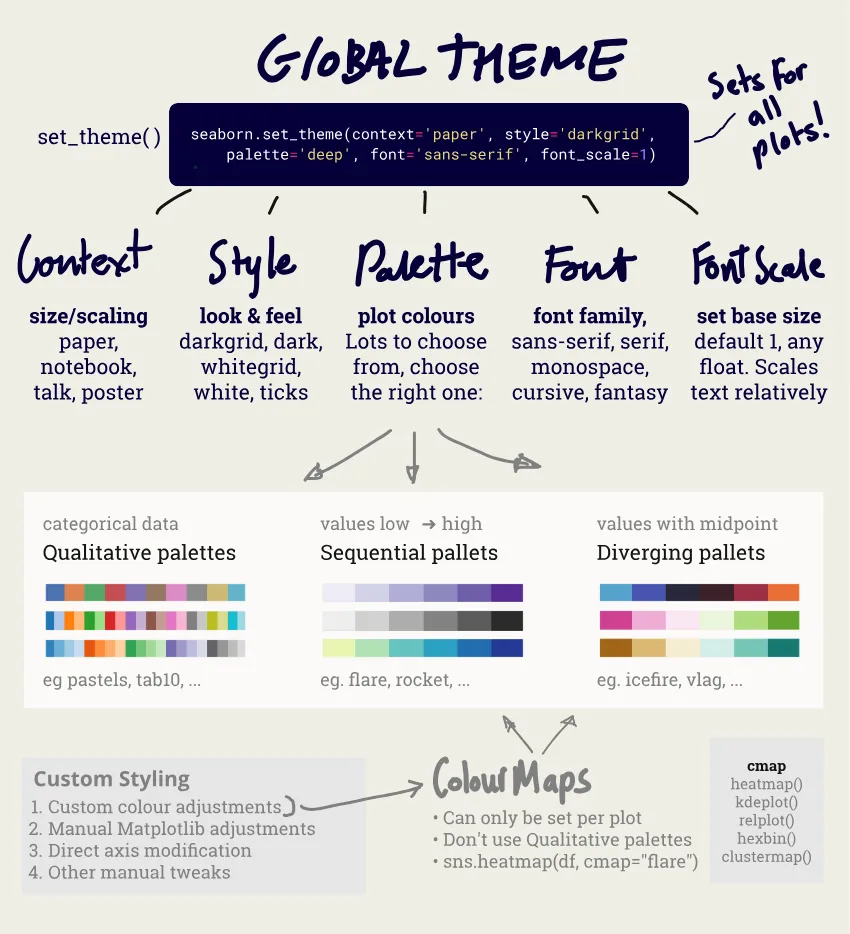 GLOBAL THEME
set_theme()
seaborn.set_theme(context='paper', style='darkgrid',
palette='deep', font='sans-serif', font_scale=1)
Sets for
all
plots!
Context
size/scaling
paper,
notebook,
talk, poster
Style
look & feel
darkgrid, dark,
whitegrid,
white, ticks
Palette
plot colours
Lots to choose
from, choose
the right one:
Font
font family,
sans-serif, serif,
monospace,
cursive, fantasy
Font Scale
set base size
default 1, any
float. Scales
text relatively
categorical data
Qualitative palettes
eg pastels, tab10, ...
values low → high
Sequential pallets
eg. flare, rocket, ...
values with midpoint
Diverging pallets
eg. icefire, vlag, ...
Custom Styling
1. Custom colour adjustments
2. Manual Matplotlib adjustments
3. Direct axis modification
4. Other manual tweaks
Colour Maps
• Can only be set per plot
• Don't use Qualitative palettes
• sns.heatmap(df, cmap="flare")
cmap
heatmap()
kdeplot()
relplot()
hexbin()
clustermap()